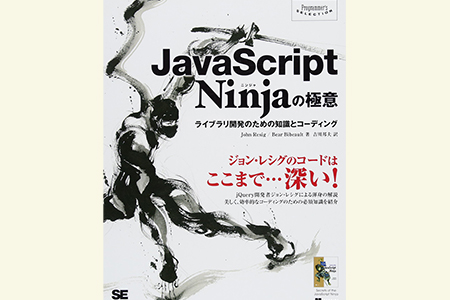 Programmer's
SELECTION
JavaScript
ニンジャ
Ninjaの極意
ライブラリ開発のための知識とコーディング
John Resig / Bear Bibeault 著 吉川邦夫 訳
ジョン・レシグのコードは
ここまで…深い!
jQuery開発者ジョン・レシグによる渾身の解説
美しく、効率的なコーディングのための必須知識を紹介
SE